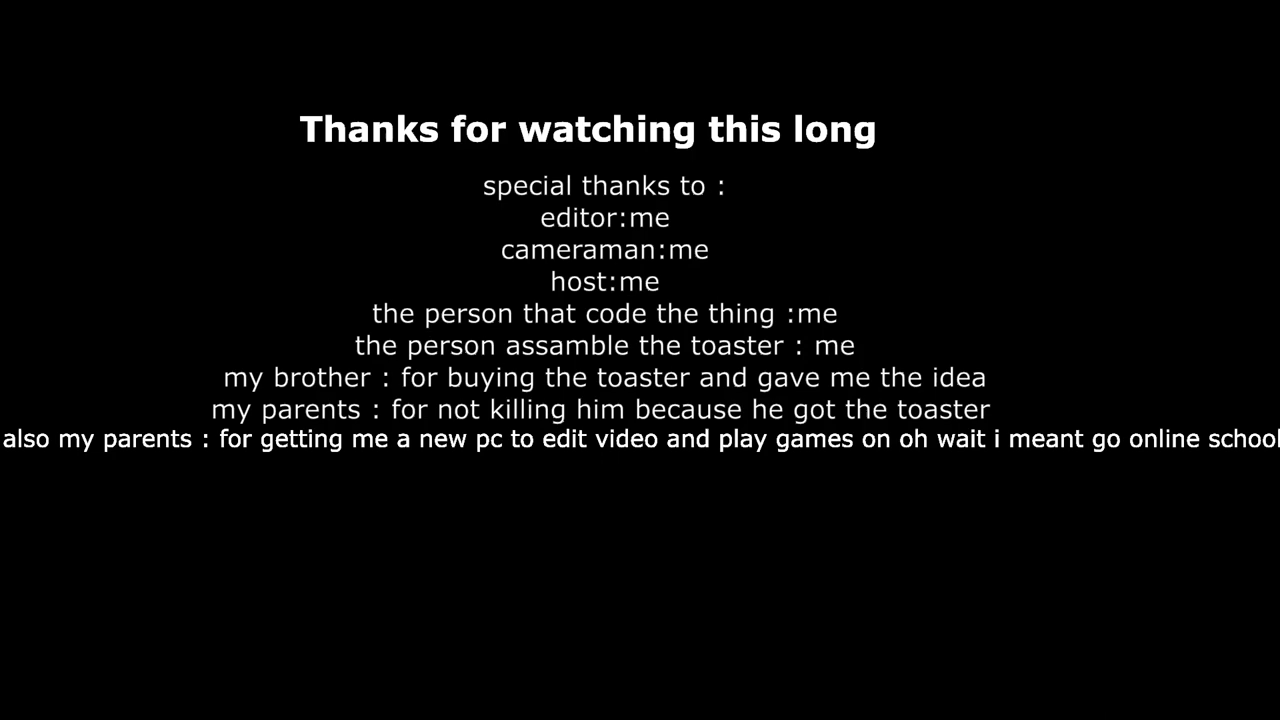 Thanks for watching this long
special thanks to :
editor:me
cameraman:me
host:me
the person that code the thing :me
the person assamble the toaster : me
my brother : for buying the toaster and gave me the idea
my parents : for not killing him because he got the toaster
also my parents : for getting me a new pc to edit video and play games on oh wait i meant go online school